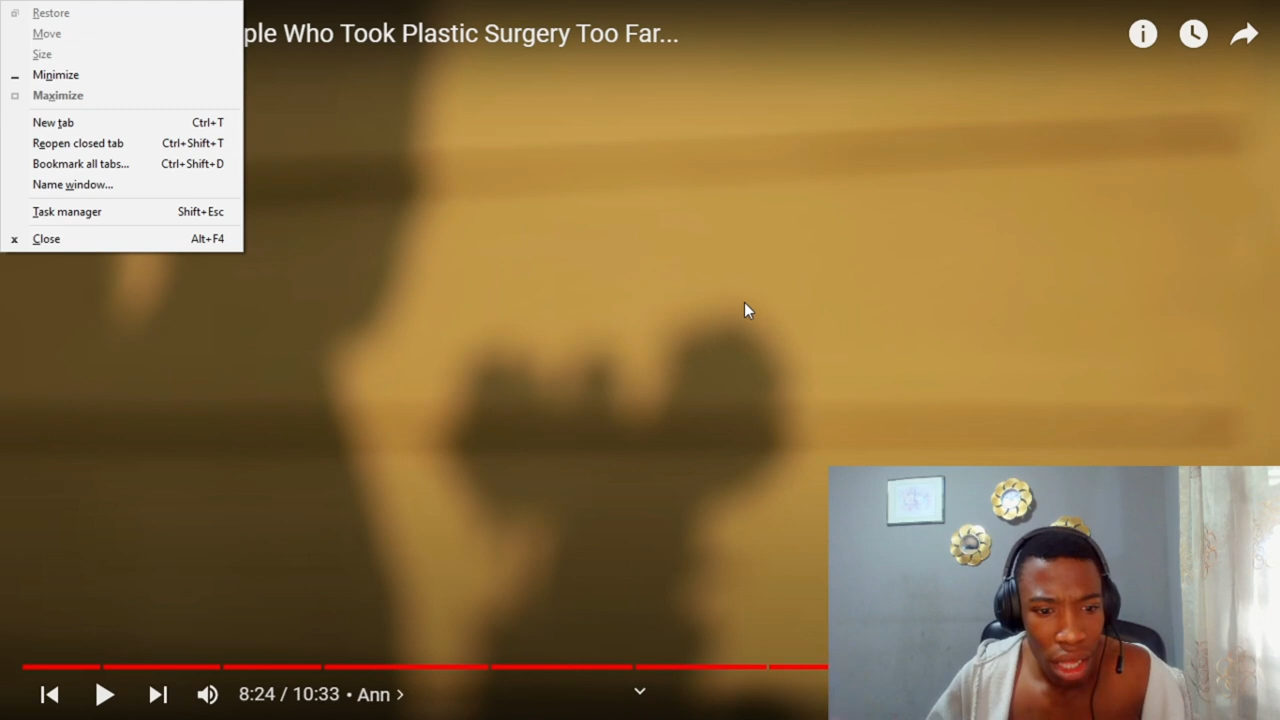 Restore
ple Who Took Plastic Surgery Too Far...
Move
Size
Minimize
Maximize
New tab Ctrl+T
Reopen closed tab Ctrl+Shift+T
Bookmark all tabs... Ctrl+Shift+D
Name window...
Task manager Shift+Esc
x Close Alt+F4
8:24 / 10:33 • Ann >